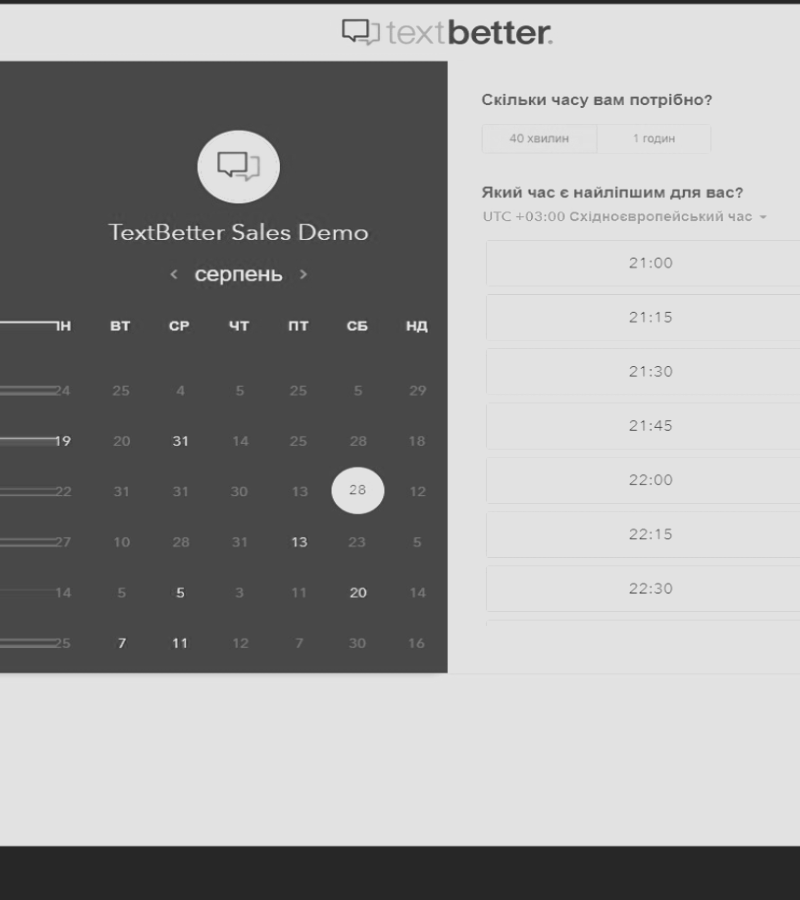 textbetter.
TextBetter Sales Demo
серпень
ІН ВТ СР ЧТ ПТ СБ НД
24 25 4 5 25 5 29
19 20 31 14 25 28 18
22 31 31 30 13 28 12
27 10 28 31 13 23 5
14 5 5 3 11 20 14
25 7 11 12 7 30 16
Скільки часу вам потрібно?
40 хвилин 1 годин
Який час є найліпшим для вас?
UTC +03:00 Східноєвропейський час
21:00
21:15
21:30
21:45
22:00
22:15
22:30